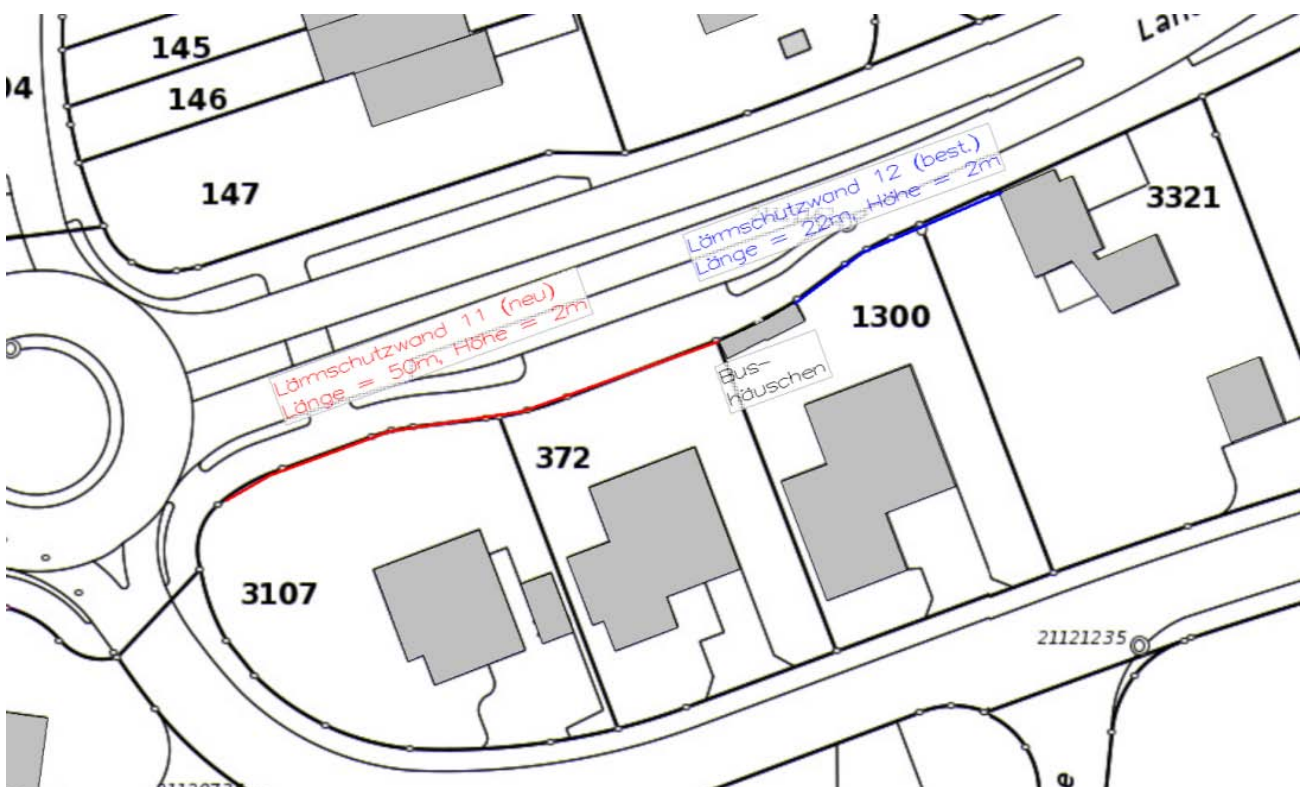 Lan
145
94
146
Lärmschutzwand 12 (best.)
Länge = 22m, Höhe = 2m
147
3321
Lärmschutzwand 11 (neu)
Länge = 50m, Höhe = 2m
1300
Bus-
häuschen
372
3107
21121235
e